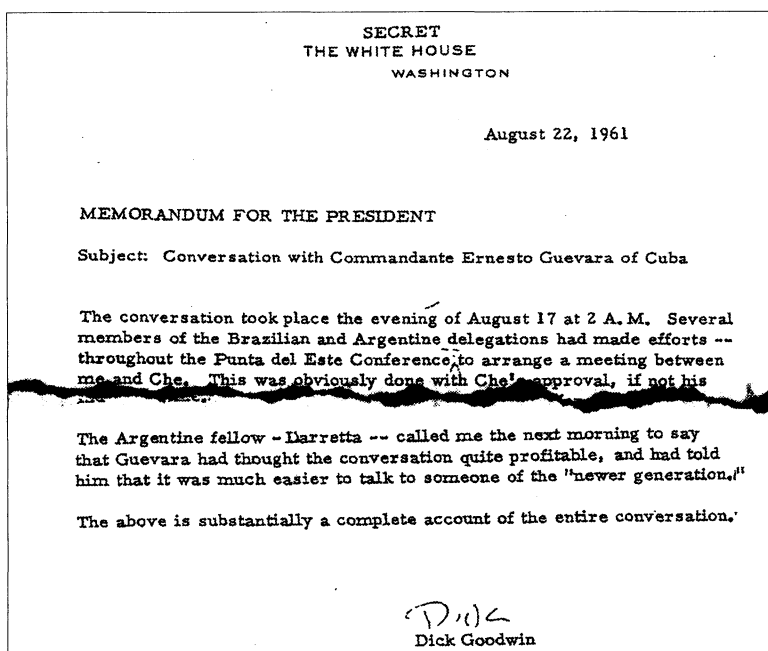 SECRET
THE WHITE HOUSE
WASHINGTON
August 22, 1961
MEMORANDUM FOR THE PRESIDENT
Subject: Conversation with Commandante Ernesto Guevara of Cuba
The conversation took place the evening of August 17 at 2 A.M. Several
members of the Brazilian and Argentine delegations had made efforts --
throughout the Punta del Este Conference to arrange a meeting between
me and Che. This was obviously done with Che's approval, if not his
The Argentine fellow - Darretta -- called me the next morning to say
that Guevara had thought the conversation quite profitable, and had told
him that it was much easier to talk to someone of the "newer generation."
The above is substantially a complete account of the entire conversation.
Dick
Dick Goodwin